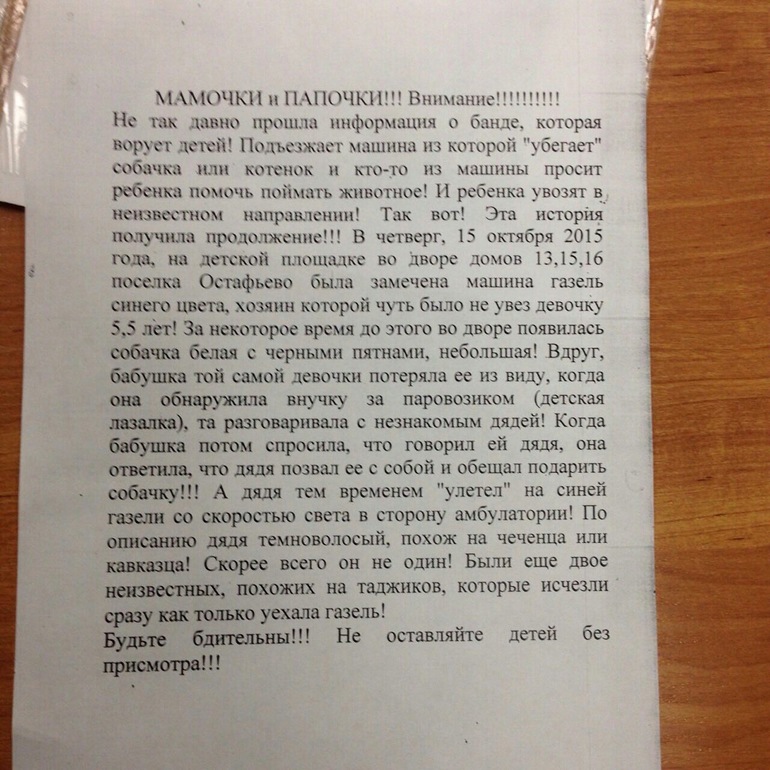 МАМОЧКИ и ПАПОЧКИ!!! Внимание!!!!!!!!!!
Не так давно прошла информация о банде, которая
ворует детей! Подъезжает машина из которой "убегает"
собачка или котенок и кто-то из машины просит
ребенка помочь поймать животное! И ребенка увозят в
неизвестном направлении! Так вот! Эта история
получила продолжение!!! В четверг, 15 октября 2015
года, на детской площадке во дворе домов 13,15,16
поселка Остафьево была замечена машина газель
синего цвета, хозяин которой чуть было не увез девочку
5,5 лет! За некоторое время до этого во дворе появилась
собачка белая с черными пятнами, небольшая! Вдруг,
бабушка той самой девочки потеряла ее из виду, когда
она обнаружила внучку за паровозиком (детская
лазалка), та разговаривала с незнакомым дядей! Когда
бабушка потом спросила, что говорил ей дядя, она
ответила, что дядя позвал ее с собой и обещал подарить
собачку!!! А дядя тем временем "улетел" на синей
газели со скоростью света в сторону амбулатории! По
описанию дядя темноволосый, похож на чеченца или
кавказца! Скорее всего он не один! Были еще двое
неизвестных, похожих на таджиков, которые исчезли
сразу как только уехала газель!
Будьте бдительны!!! Не оставляйте детей без
присмотра!!!